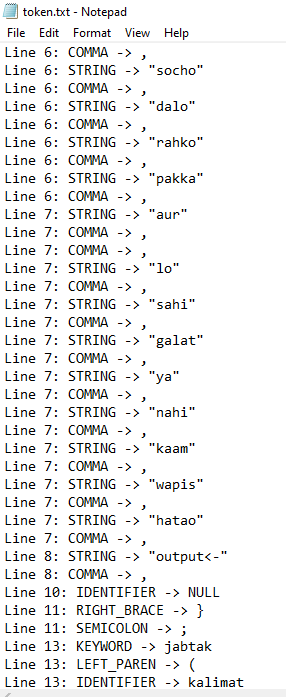 token.txt - Notepad
File Edit Format View Help
Line 6: COMMA -> ,
Line 6: STRING -> "socho"
Line 6: COMMA -> ,
Line 6: STRING -> "dalo"
Line 6: COMMA -> ,
Line 6: STRING -> "rahko"
Line 6: COMMA -> ,
Line 6: STRING -> "pakka"
Line 6: COMMA -> ,
Line 7: STRING -> "aur"
Line 7: COMMA -> ,
Line 7: STRING -> "lo"
Line 7: COMMA -> ,
Line 7: STRING -> "sahi"
Line 7: COMMA -> ,
Line 7: STRING -> "galat"
Line 7: COMMA -> ,
Line 7: STRING -> "ya"
Line 7: COMMA -> ,
Line 7: STRING -> "nahi"
Line 7: COMMA -> ,
Line 7: STRING -> "kaam"
Line 7: COMMA -> ,
Line 7: STRING -> "wapis"
Line 7: COMMA -> ,
Line 7: STRING -> "hatao"
Line 7: COMMA -> ,
Line 8: STRING -> "output<-"
Line 8: COMMA -> ,
Line 10: IDENTIFIER -> NULL
Line 11: RIGHT_BRACE -> }
Line 11: SEMICOLON -> ;
Line 13: KEYWORD -> jabtak
Line 13: LEFT_PAREN -> (
Line 13: IDENTIFIER -> kalimat